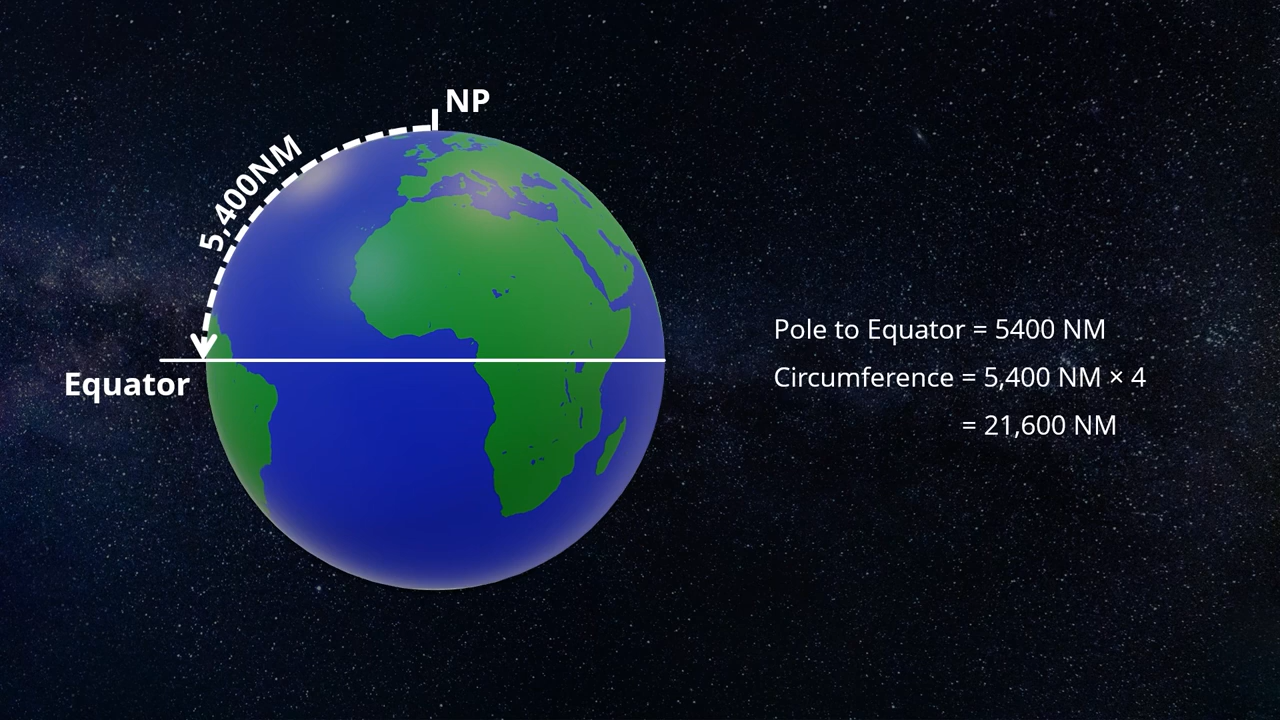 NP
5,400NM
Equator
Pole to Equator = 5400 NM
Circumference = 5,400 NM × 4
= 21,600 NM